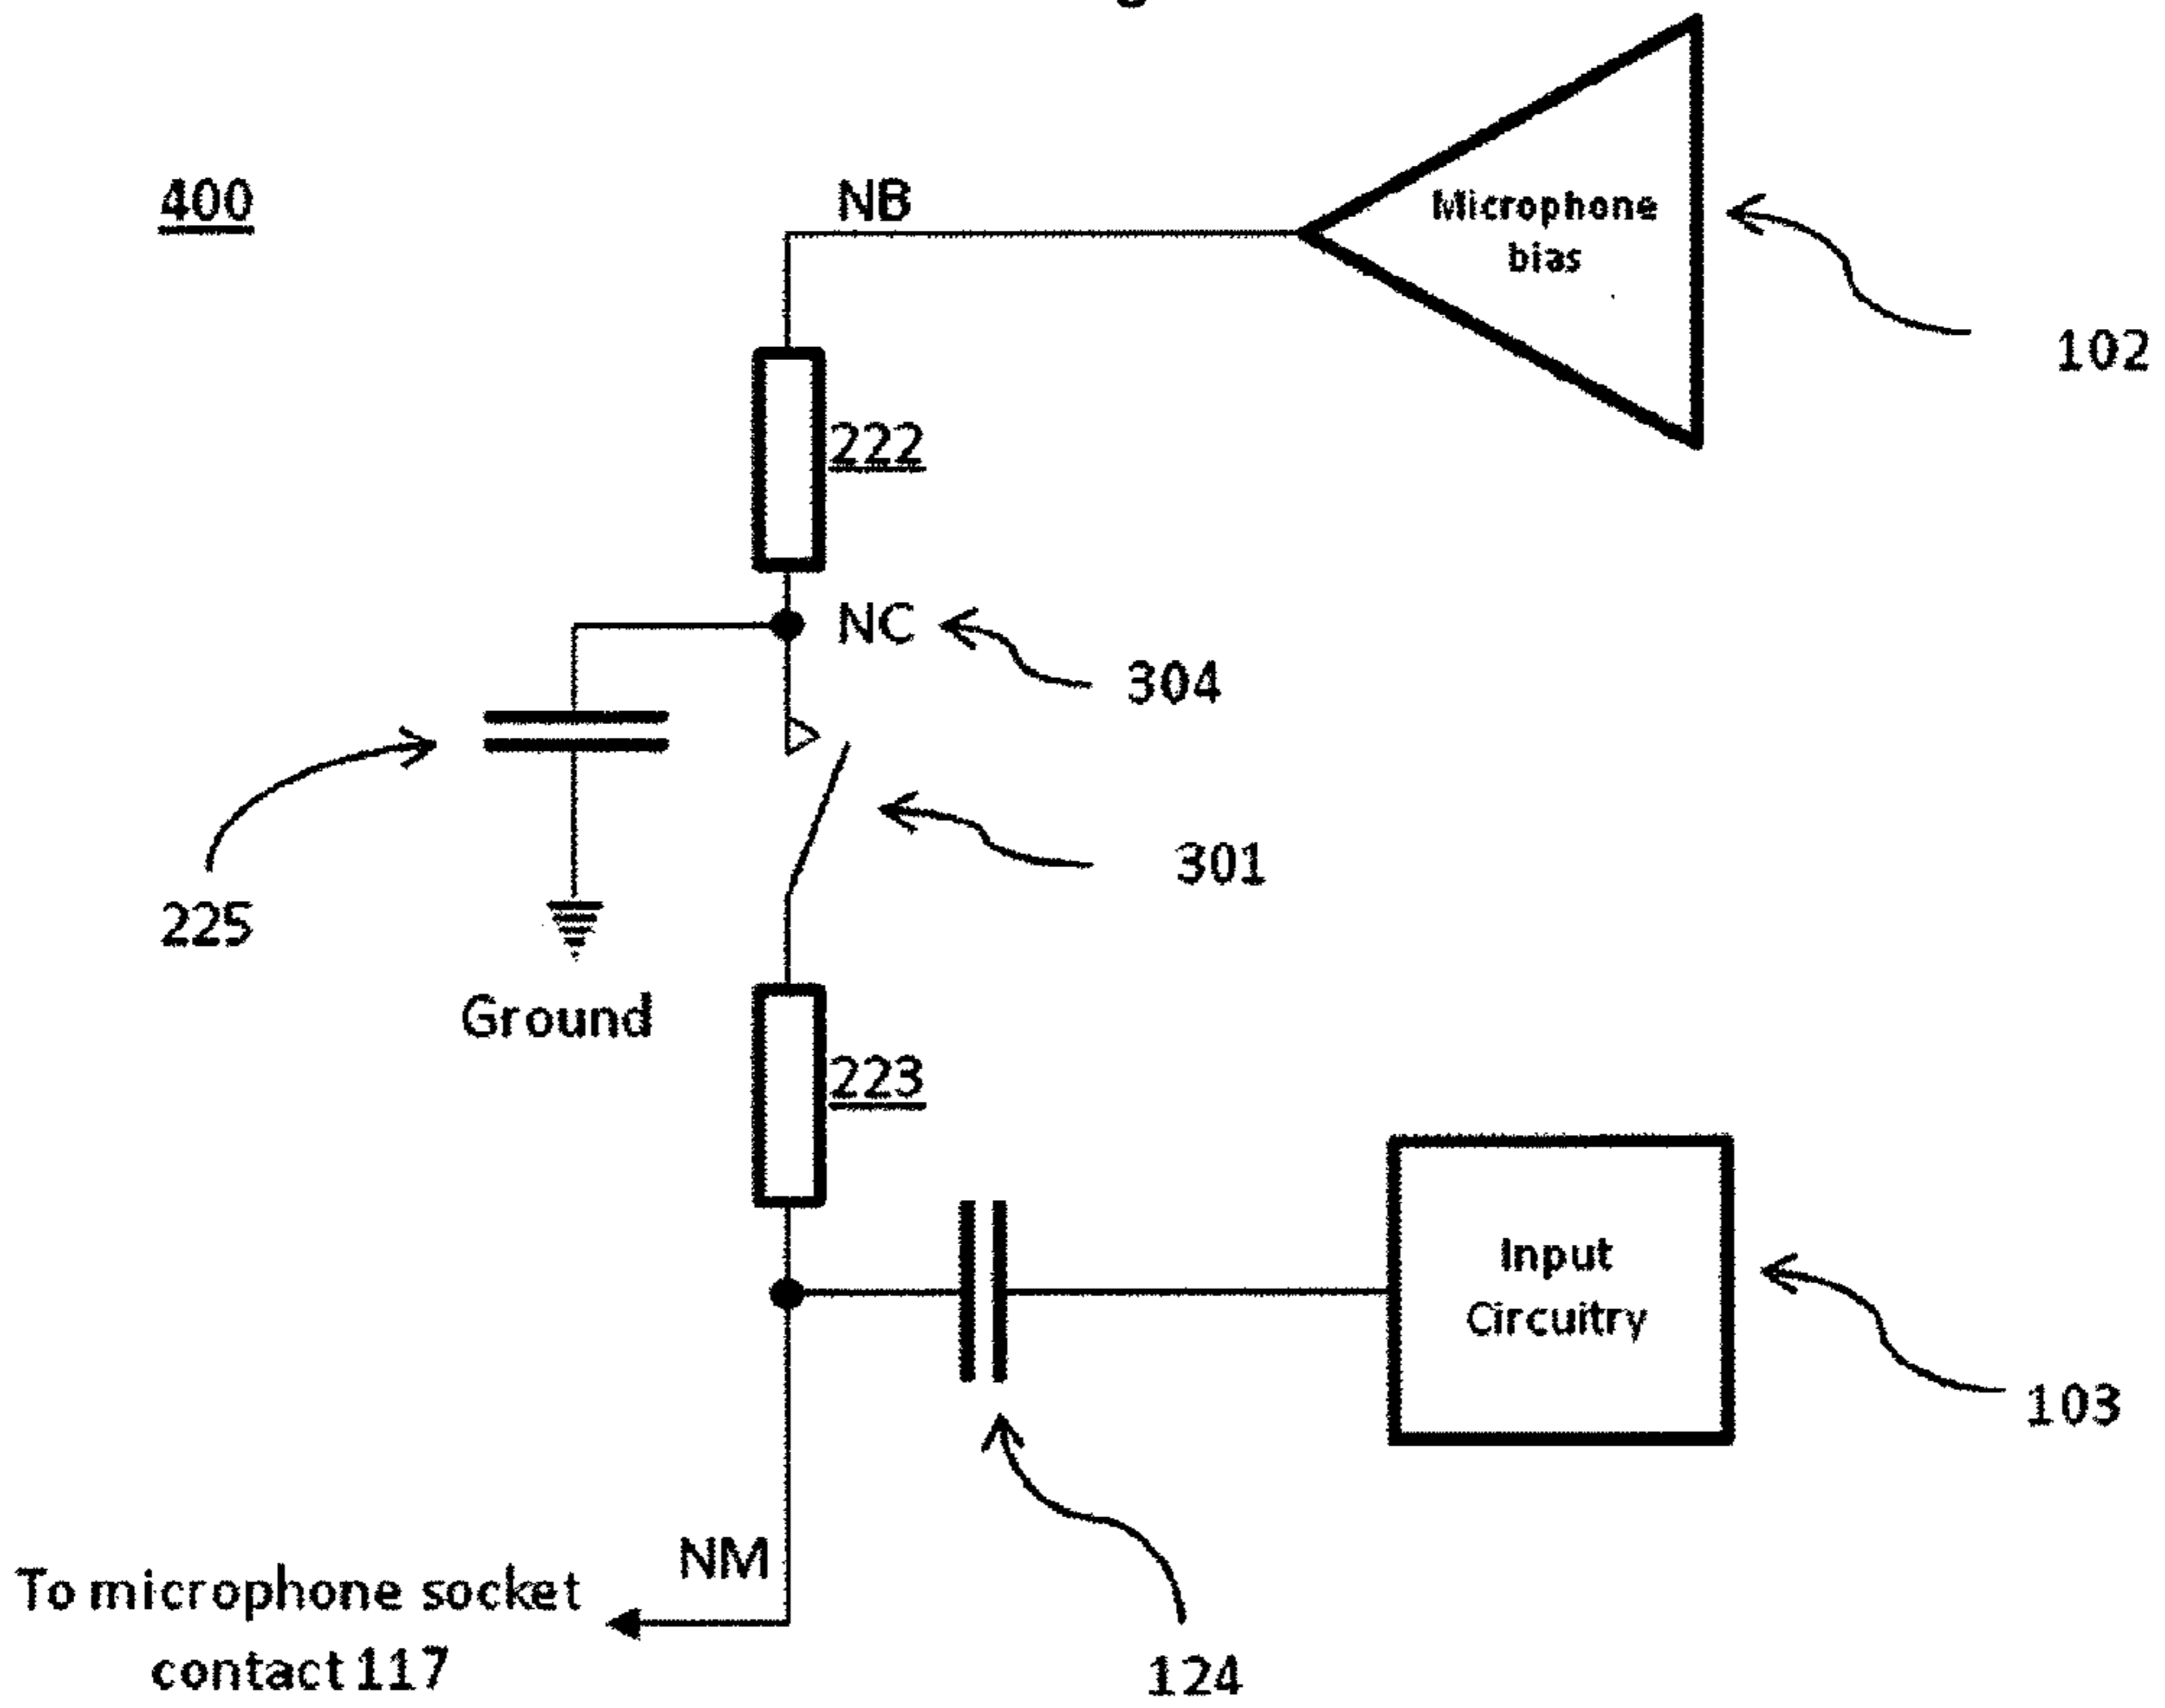 400
NB
Microphone
bias
102
222
NC
304
301
225
Ground
223
Input
Circuitry
103
NM
To microphone socket
contact 117
124